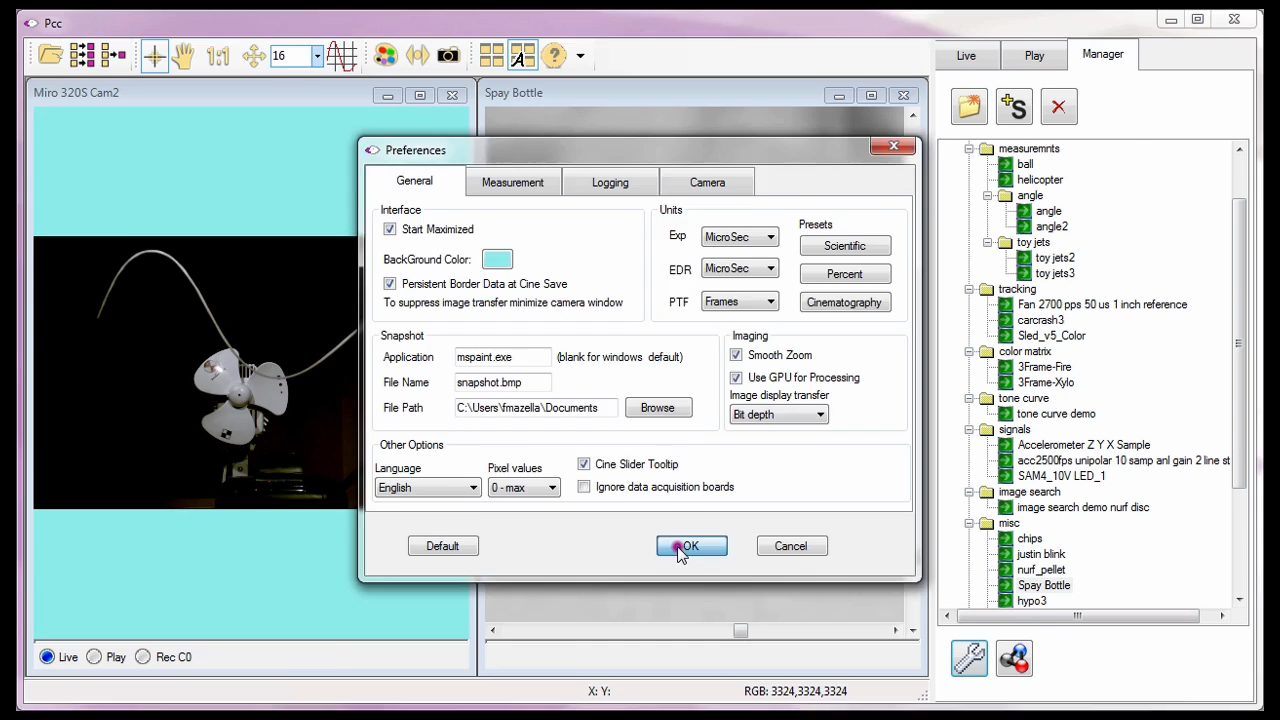 Pcc
1:1
16
A
?
Live
Play
Manager
+S
Miro 320S Cam2
Spay Bottle
Preferences
General
Measurement
Logging
Camera
Interface
Start Maximized
BackGround Color:
Persistent Border Data at Cine Save
To suppress image transfer minimize camera window
Units
Exp
MicroSec
EDR
MicroSec
PTF
Frames
Presets
Scientific
Percent
Cinematography
Snapshot
Application
mspaint.exe
(blank for windows default)
File Name
snapshot.bmp
File Path
C:\Users\fmazella\Documents
Browse
Imaging
Smooth Zoom
Use GPU for Processing
Image display transfer
Bit depth
Other Options
Language
English
Pixel values
0 - max
Cine Slider Tooltip
Ignore data acquisition boards
Default
OK
Cancel
measuremnts
ball
helicopter
angle
angle
angle2
toy jets
toy jets2
toy jets3
tracking
Fan 2700 pps 50 us 1 inch reference
carcrash3
Sled_v5_Color
color matrix
3Frame-Fire
3Frame-Xylo
tone curve
tone curve demo
signals
Accelerometer Z Y X Sample
acc2500fps unipolar 10 samp anl gain 2 line st
SAM4_10V LED_1
image search
image search demo nurf disc
misc
chips
justin blink
nurf_pellet
Spay Bottle
hypo3
Live
Play
Rec C0
X: Y:
RGB: 3324,3324,3324